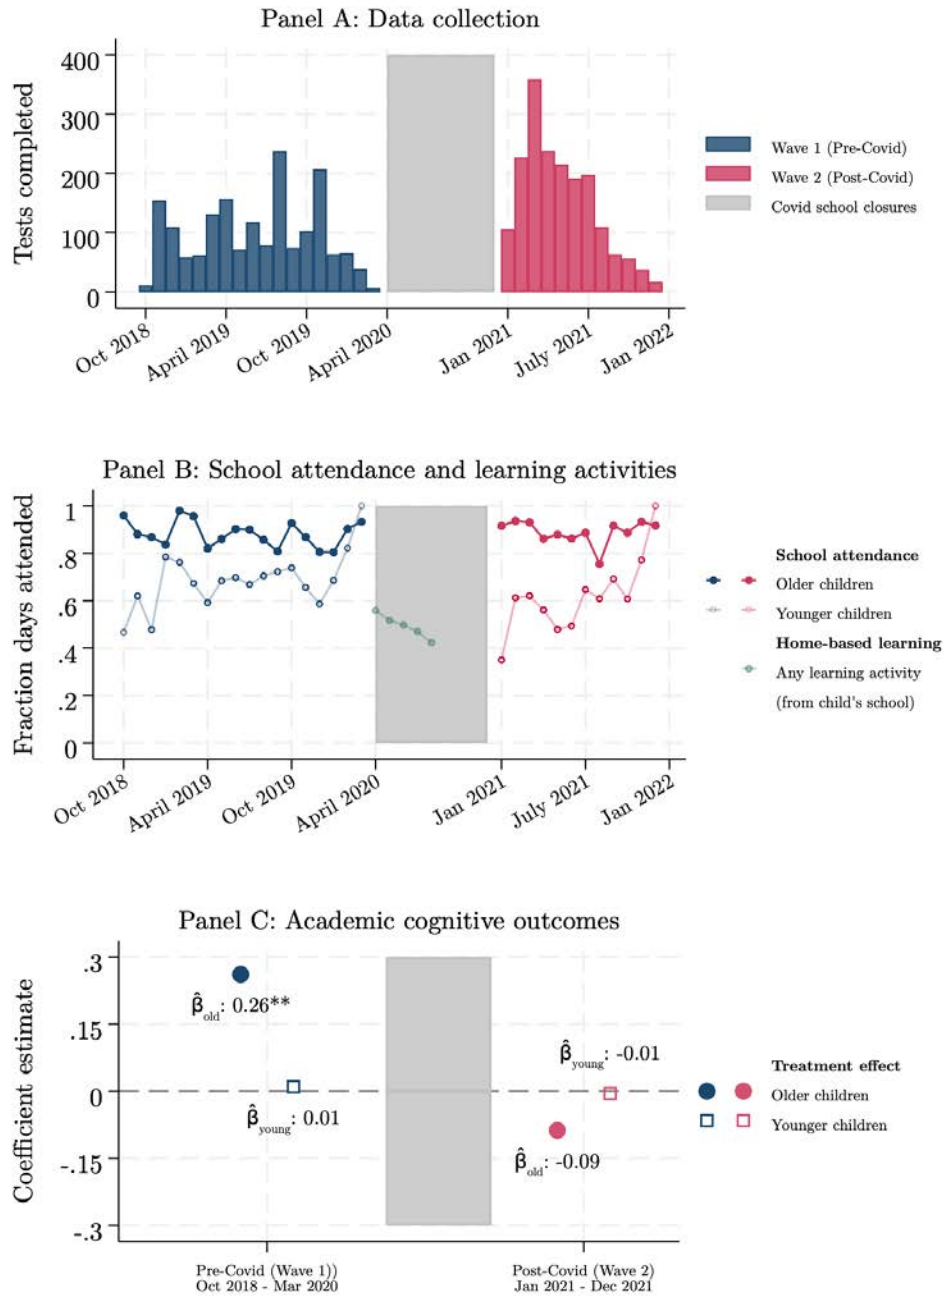 Panel A: Data collection
Tests completed
400
300
200
100
0
Oct 2018
April 2019
Oct 2019
April 2020
Jan 2021
July 2021
Jan 2022
Wave 1 (Pre-Covid)
Wave 2 (Post-Covid)
Covid school closures
Panel B: School attendance and learning activities
Fraction days attended
1
.8
.6
.4
.2
0
Oct 2018
April 2019
Oct 2019
April 2020
Jan 2021
July 2021
Jan 2022
School attendance
Older children
Younger children
Home-based learning
Any learning activity
(from child's school)
Panel C: Academic cognitive outcomes
Coefficient estimate
.3
.15
0
-.15
-.3
β̂old: 0.26**
β̂young: 0.01
β̂young: -0.01
β̂old: -0.09
Pre-Covid (Wave 1))
Oct 2018 - Mar 2020
Post-Covid (Wave 2)
Jan 2021 - Dec 2021
Treatment effect
Older children
Younger children